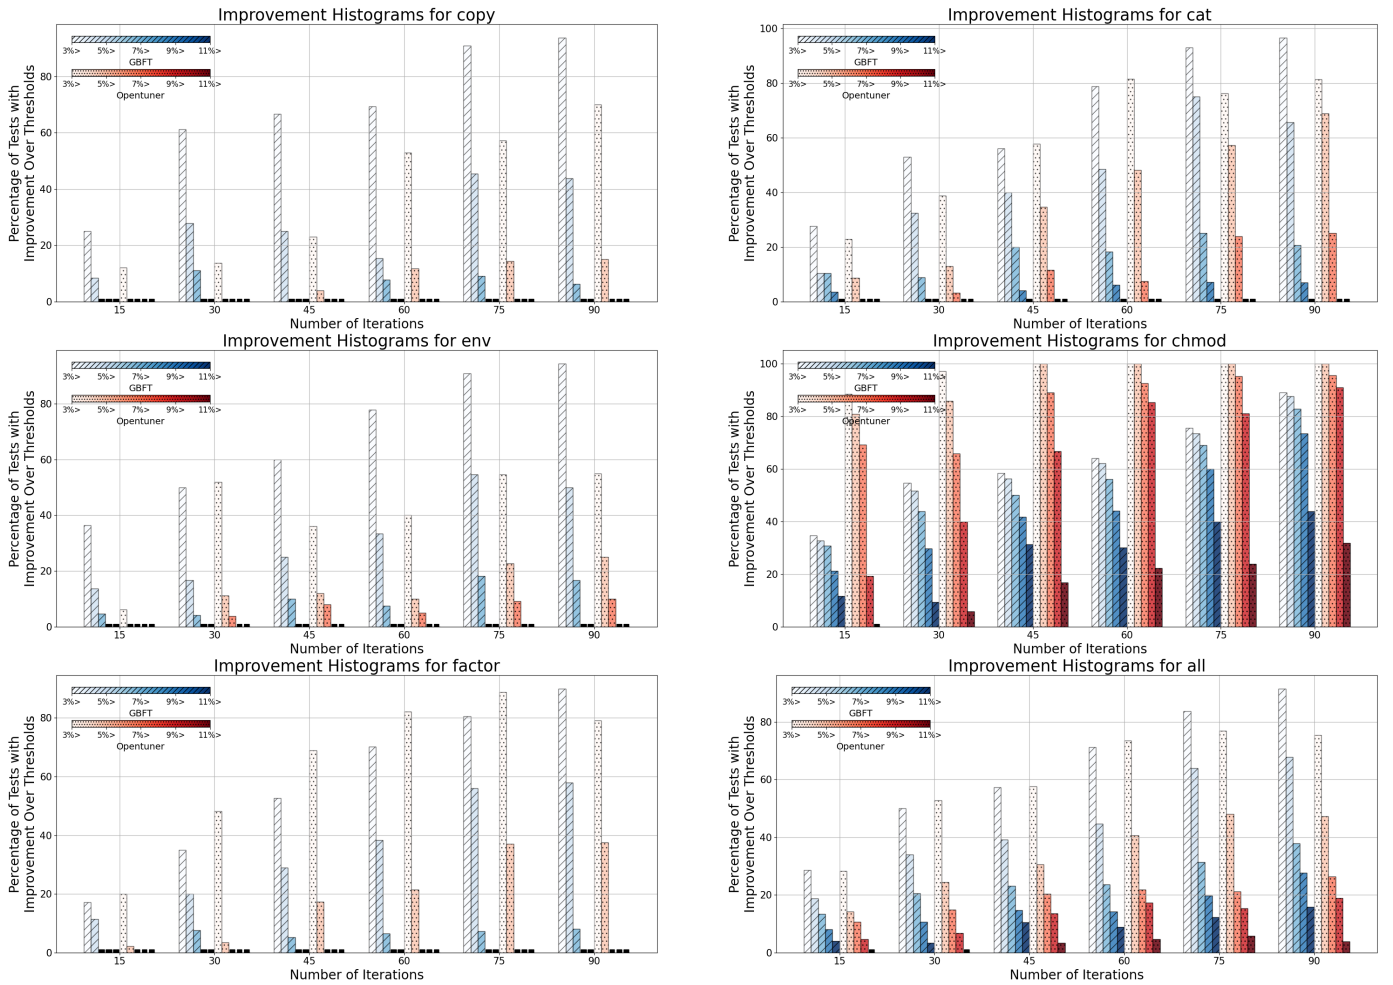 Improvement Histograms for copy
Percentage of Tests with
Improvement Over Thresholds
80
60
40
20
0
3%> 5%> 7%> 9%> 11%>
GBFT
3%> 5%> 7%> 9%> 11%>
Opentuner
15 30 45 60 75 90
Number of Iterations
Improvement Histograms for cat
Percentage of Tests with
Improvement Over Thresholds
100
80
60
40
20
0
3%> 5%> 7%> 9%> 11%>
GBFT
3%> 5%> 7%> 9%> 11%>
Opentuner
15 30 45 60 75 90
Number of Iterations
Improvement Histograms for env
Percentage of Tests with
Improvement Over Thresholds
80
60
40
20
0
3%> 5%> 7%> 9%> 11%>
GBFT
3%> 5%> 7%> 9%> 11%>
Opentuner
15 30 45 60 75 90
Number of Iterations
Improvement Histograms for chmod
Percentage of Tests with
Improvement Over Thresholds
100
80
60
40
20
0
3%> 5%> 7%> 9%> 11%>
GBFT
3%> 5%> 7%> 9%> 11%>
Opentuner
15 30 45 60 75 90
Number of Iterations
Improvement Histograms for factor
Percentage of Tests with
Improvement Over Thresholds
80
60
40
20
0
3%> 5%> 7%> 9%> 11%>
GBFT
3%> 5%> 7%> 9%> 11%>
Opentuner
15 30 45 60 75 90
Number of Iterations
Improvement Histograms for all
Percentage of Tests with
Improvement Over Thresholds
80
60
40
20
0
3%> 5%> 7%> 9%> 11%>
GBFT
3%> 5%> 7%> 9%> 11%>
Opentuner
15 30 45 60 75 90
Number of Iterations